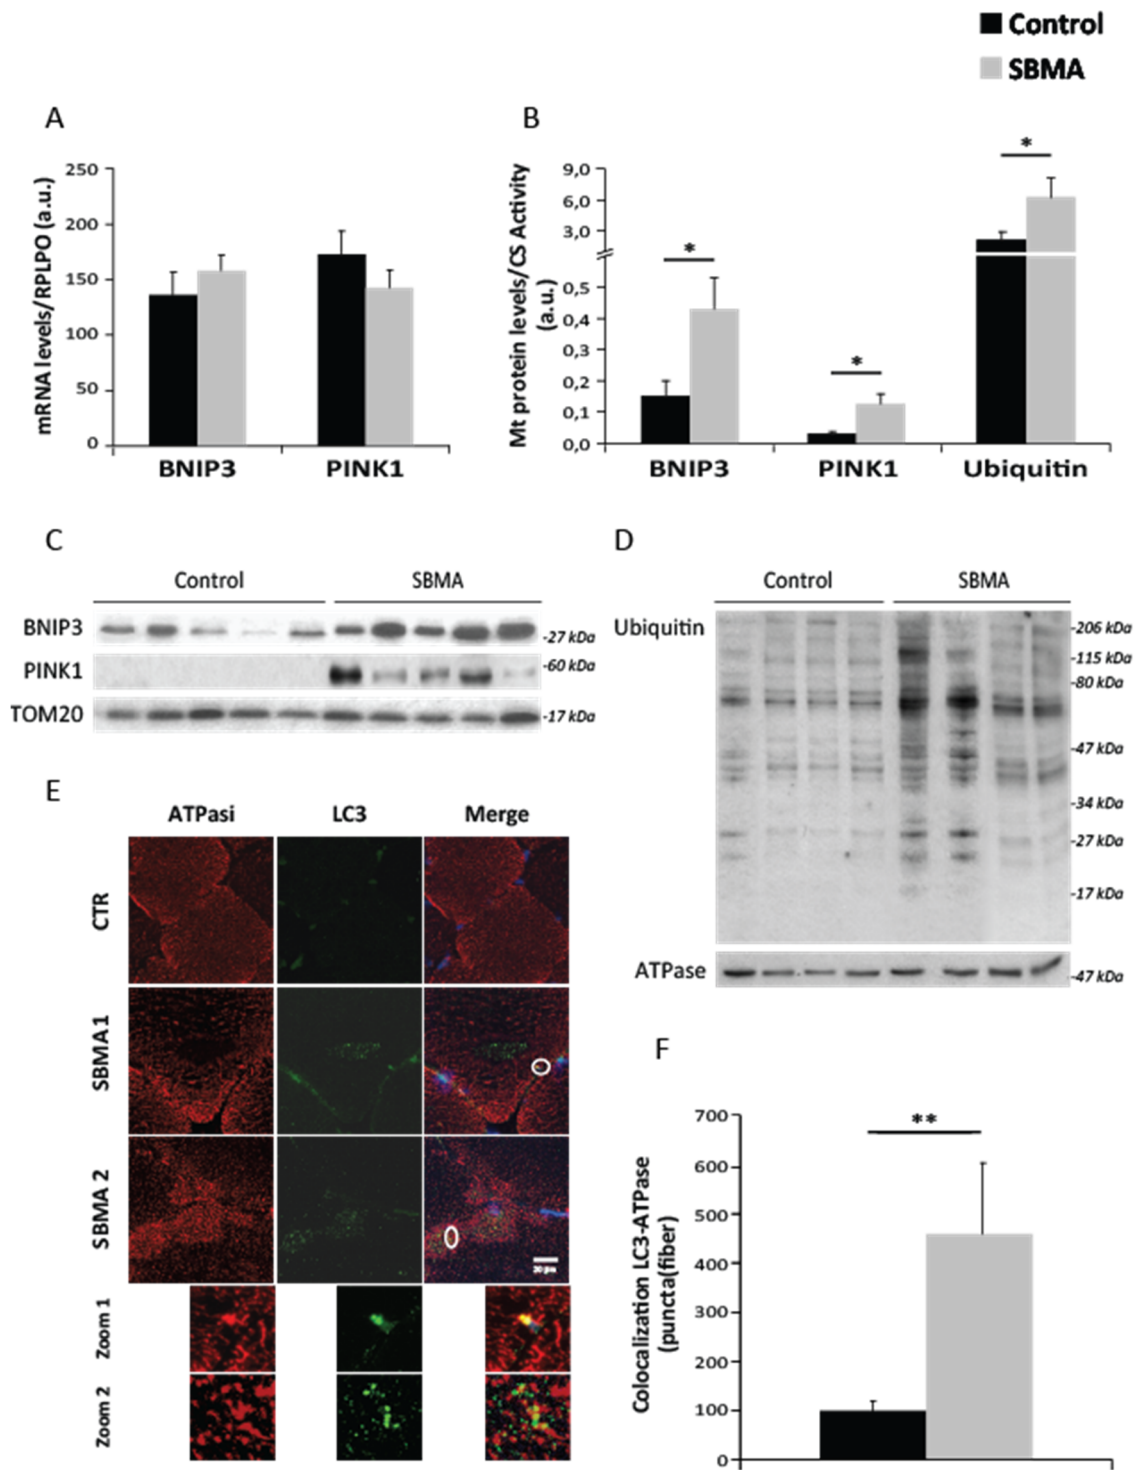 Control
SBMA
A
B
mRNA levels/RPLPO (a.u.)
250
200
150
100
50
0
BNIP3 PINK1
Mt protein levels/CS Activity
(a.u.)
9,0
6,0
3,0
0,5
0,4
0,3
0,2
0,1
0,0
* * *
BNIP3 PINK1 Ubiquitin
C
Control SBMA
BNIP3 -27 kDa
PINK1 -60 kDa
TOM20 -17 kDa
D
Control SBMA
Ubiquitin -206 kDa
-115 kDa
-80 kDa
-47 kDa
-34 kDa
-27 kDa
-17 kDa
ATPase -47 kDa
E
ATPasi LC3 Merge
CTR
SBMA1
SBMA 2
Zoom 1
Zoom 2
F
Colocalization LC3-ATPase
(puncta(fiber)
700
600
500
400
300
200
100
0
**